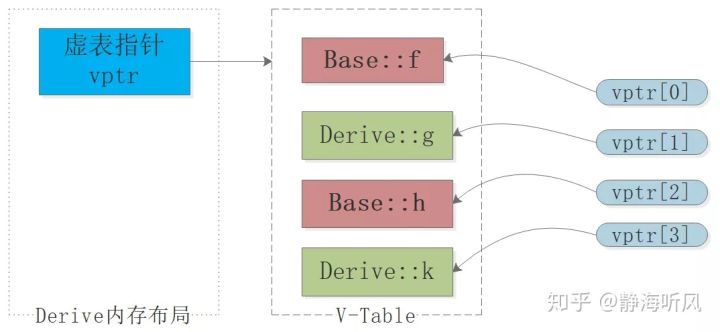 虚表指针
vptr
Base::f
Derive::g
Base::h
Derive::k
vptr[0]
vptr[1]
vptr[2]
vptr[3]
Derive内存布局
V-Table
知乎 @静海听风